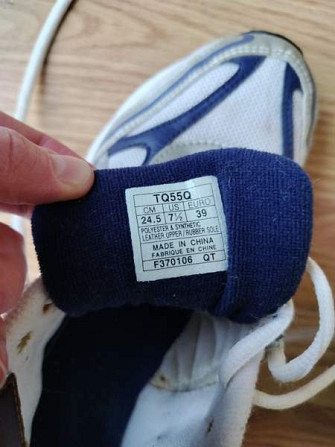 TQ55Q
CM US EURO
24.5 7½ 39
POLYESTER & SYNTHETIC
LEATHER UPPER/RUBBER SOLE
MADE IN CHINA
FABRIQUE EN CHINE
F370106 QT